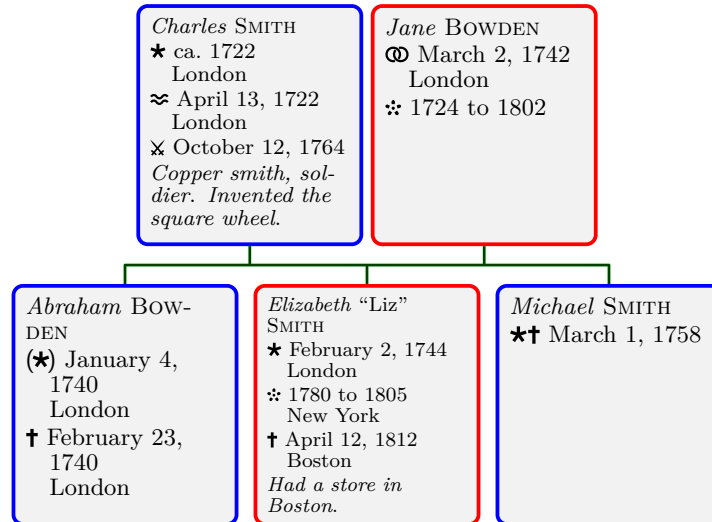 Charles SMITH
* ca. 1722
London
≈ April 13, 1722
London
⚔ October 12, 1764
Copper smith, sol-
dier. Invented the
square wheel.
Jane BOWDEN
⚭ March 2, 1742
London
⁘ 1724 to 1802
Abraham BOW-
DEN
(*) January 4,
1740
London
† February 23,
1740
London
Elizabeth “Liz”
SMITH
* February 2, 1744
London
⁘ 1780 to 1805
New York
† April 12, 1812
Boston
Had a store in
Boston.
Michael SMITH
*† March 1, 1758